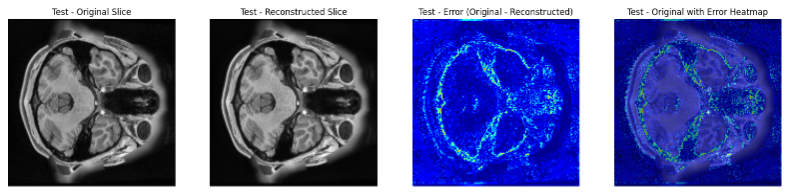 Test - Original Slice
Test - Reconstructed Slice
Test - Error (Original - Reconstructed)
Test - Original with Error Heatmap